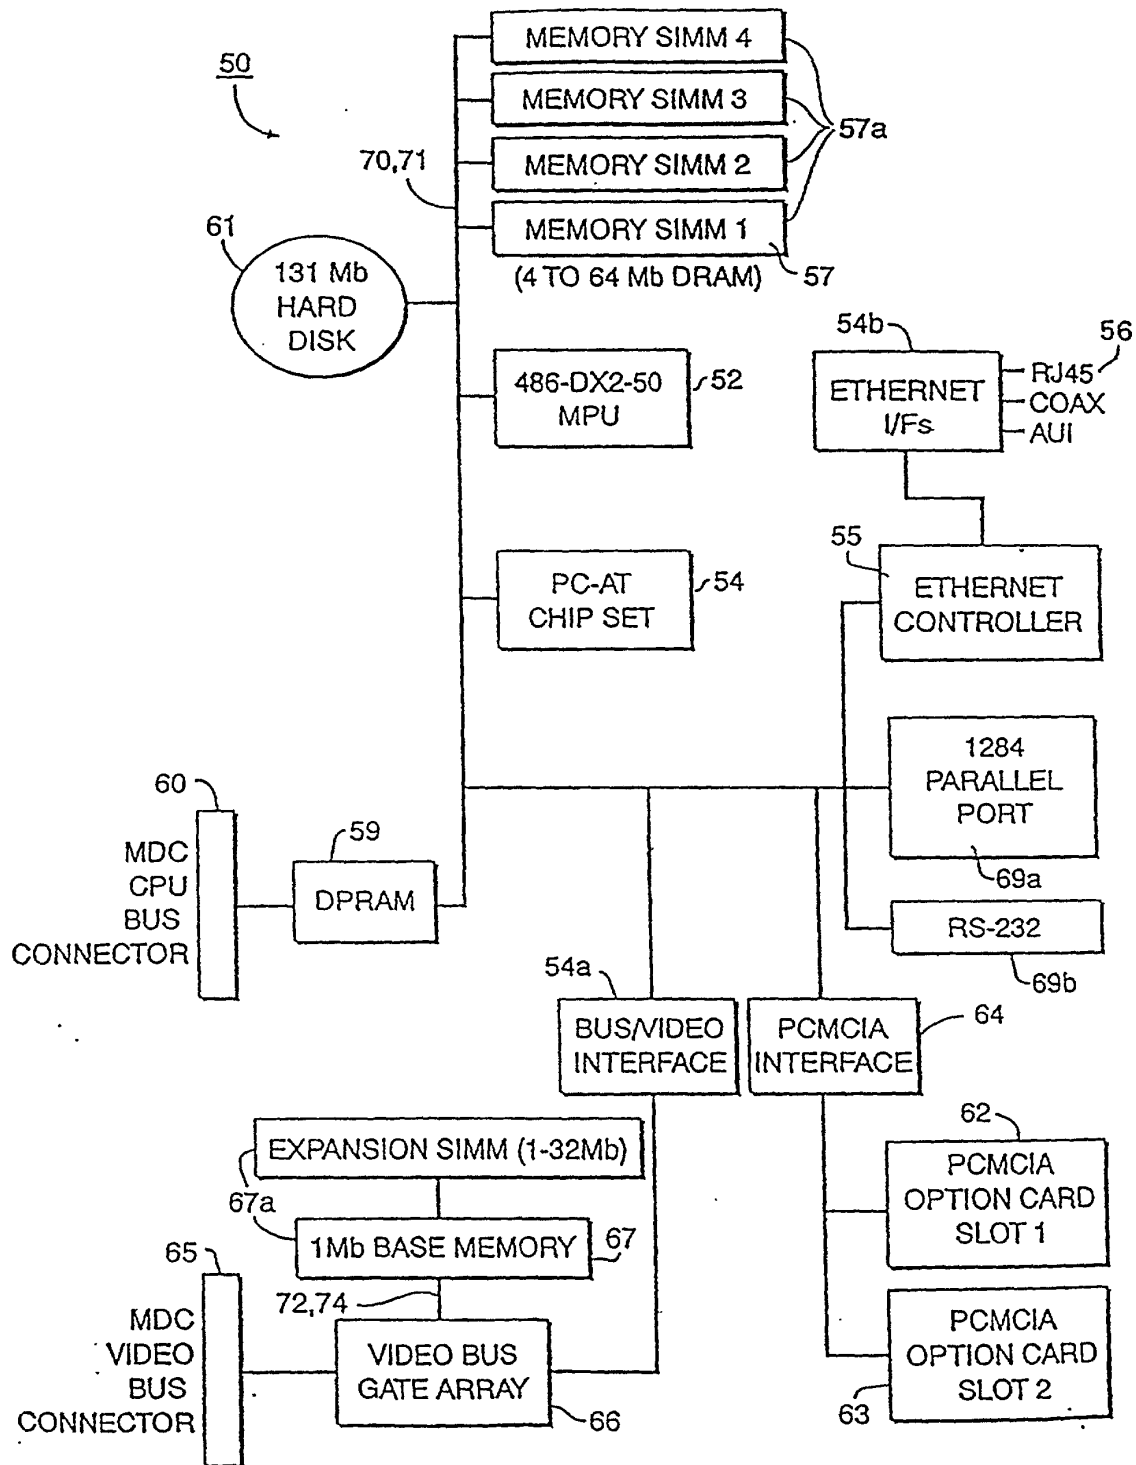 50
MEMORY SIMM 4
MEMORY SIMM 3
MEMORY SIMM 2
MEMORY SIMM 1
57a
70,71
(4 TO 64 Mb DRAM)
57
61
131 Mb
HARD
DISK
486-DX2-50
MPU
52
54b
ETHERNET
I/Fs
RJ45
COAX
AUI
56
PC-AT
CHIP SET
54
55
ETHERNET
CONTROLLER
1284
PARALLEL
PORT
69a
60
MDC
CPU
BUS
CONNECTOR
59
DPRAM
RS-232
69b
54a
BUS/VIDEO
INTERFACE
PCMCIA
INTERFACE
64
EXPANSION SIMM (1-32Mb)
67a
1Mb BASE MEMORY
67
72,74
62
PCMCIA
OPTION CARD
SLOT 1
65
MDC
VIDEO
BUS
CONNECTOR
VIDEO BUS
GATE ARRAY
66
PCMCIA
OPTION CARD
SLOT 2
63